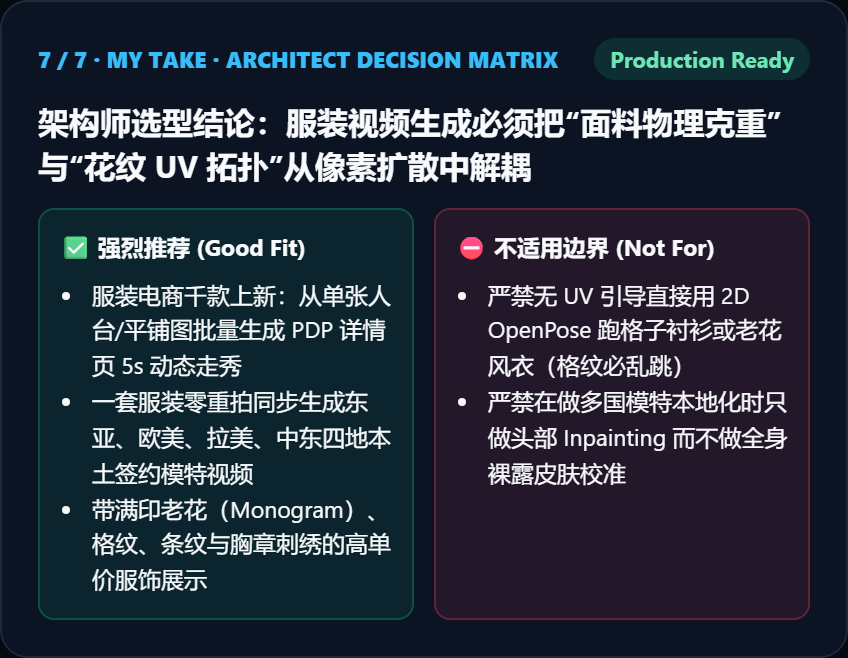 7 / 7 · MY TAKE · ARCHITECT DECISION MATRIX
Production Ready
架构师选型结论：服装视频生成必须把“面料物理克重”
与“花纹 UV 拓扑”从像素扩散中解耦
✅ 强烈推荐 (Good Fit)
• 服装电商千款上新：从单张人
台/平铺图批量生成 PDP 详情
页 5s 动态走秀
• 一套服装零重拍同步生成东
亚、欧美、拉美、中东四地本
土签约模特视频
• 带满印老花（Monogram）、
格纹、条纹与胸章刺绣的高单
价服饰展示
⛔ 不适用边界 (Not For)
• 严禁无 UV 引导直接用 2D
OpenPose 跑格子衬衫或老花
风衣（格纹必乱跳）
• 严禁在做多国模特本地化时只
做头部 Inpainting 而不做全身
裸露皮肤校准